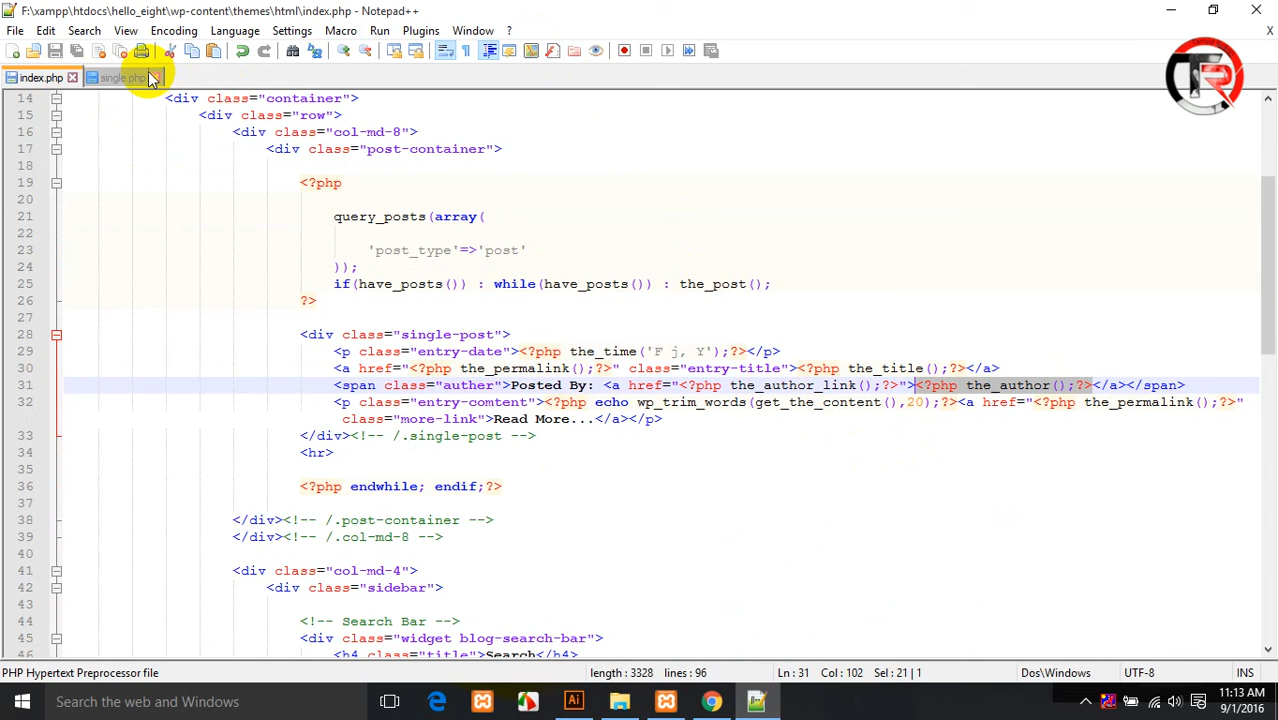 F:\xampp\htdocs\hello_eight\wp-content\themes\html\index.php - Notepad++
File Edit Search View Encoding Language Settings Macro Run Plugins Window ?
index.php single.php
14 <div class="container">
15 <div class="row">
16 <div class="col-md-8">
17 <div class="post-container">
18
19 <?php
20
21 query_posts(array(
22
23 'post_type'=>'post'
24 ));
25 if(have_posts()) : while(have_posts()) : the_post();
26 ?>
27
28 <div class="single-post">
29 <p class="entry-date"><?php the_time('F j, Y');?></p>
30 <a href="<?php the_permalink();?>" class="entry-title"><?php the_title();?></a>
31 <span class="auther">Posted By: <a href="<?php the_author_link();?>"><?php the_author();?></a></span>
32 <p class="entry-comtent"><?php echo wp_trim_words(get_the_content(),20);?><a href="<?php the_permalink();?>"
class="more-link">Read More...</a></p>
33 </div><!-- /.single-post -->
34 <hr>
35
36 <?php endwhile; endif;?>
37
38 </div><!-- /.post-container -->
39 </div><!-- /.col-md-8 -->
40
41 <div class="col-md-4">
42 <div class="sidebar">
43
44 <!-- Search Bar -->
45 <div class="widget blog-search-bar">
46 <h4 class="title">Search</h4>
PHP Hypertext Preprocessor file length : 3328 lines : 96 Ln : 31 Col : 102 Sel : 21 | 1 Dos\Windows UTF-8 INS
Search the web and Windows
11:13 AM
9/1/2016